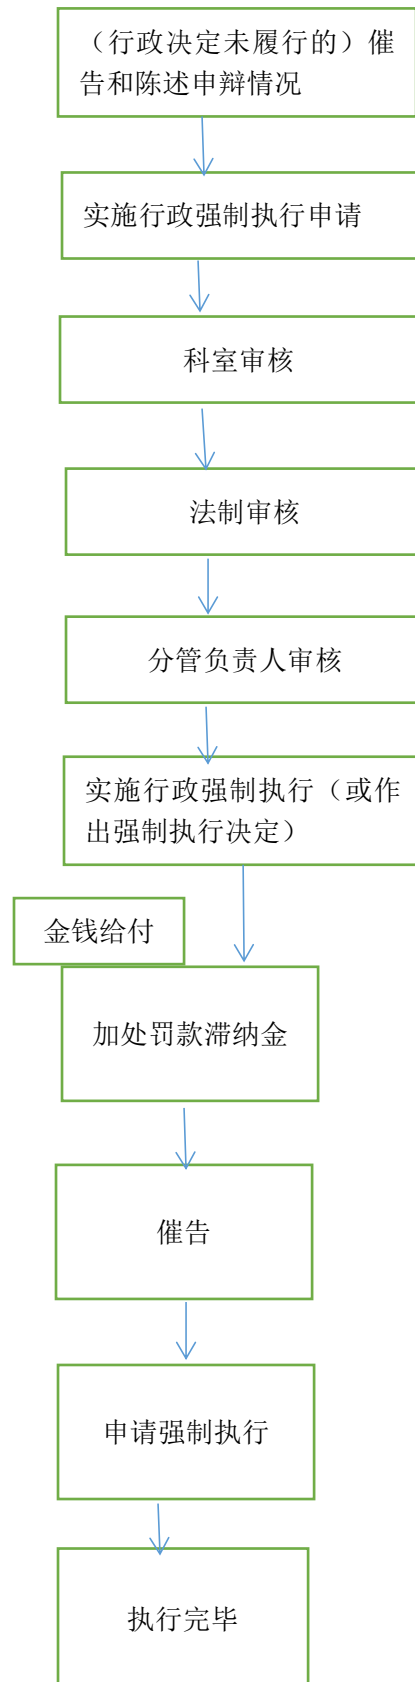 （行政决定未履行的）催
告和陈述申辩情况
实施行政强制执行申请
科室审核
法制审核
分管负责人审核
实施行政强制执行（或作
出强制执行决定）
金钱给付
加处罚款滞纳金
催告
申请强制执行
执行完毕